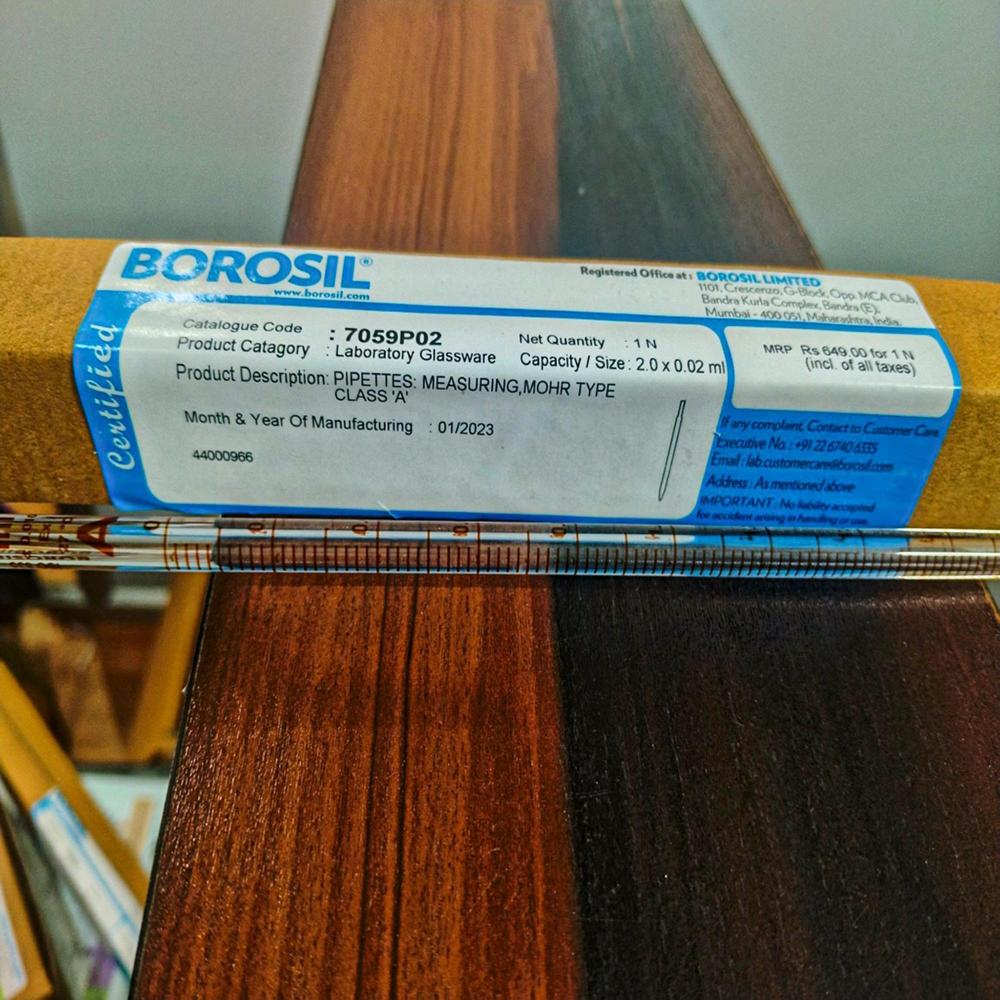 BOROSIL®
www.borosil.com
Registered Office at : BOROSIL LIMITED
1101, Crescenzo, G-Block, Opp. MCA Club,
Bandra Kurla Complex, Bandra (E),
Mumbai - 400 051, Maharashtra, India.
Certified
Catalogue Code : 7059P02
Net Quantity : 1 N
Product Catagory : Laboratory Glassware
Capacity / Size : 2.0 x 0.02 ml
Product Description: PIPETTES: MEASURING,MOHR TYPE
CLASS 'A'
Month & Year Of Manufacturing : 01/2023
44000966
MRP Rs 649.00 for 1 N
(incl. of all taxes)
If any complaint, Contact to Customer Care,
Executive No. : +91 22 6740 6335
Email : lab.customercare@borosil.com
Address : As mentioned above
IMPORTANT : No liability accepted
for accident arising in handling or use.
A
0